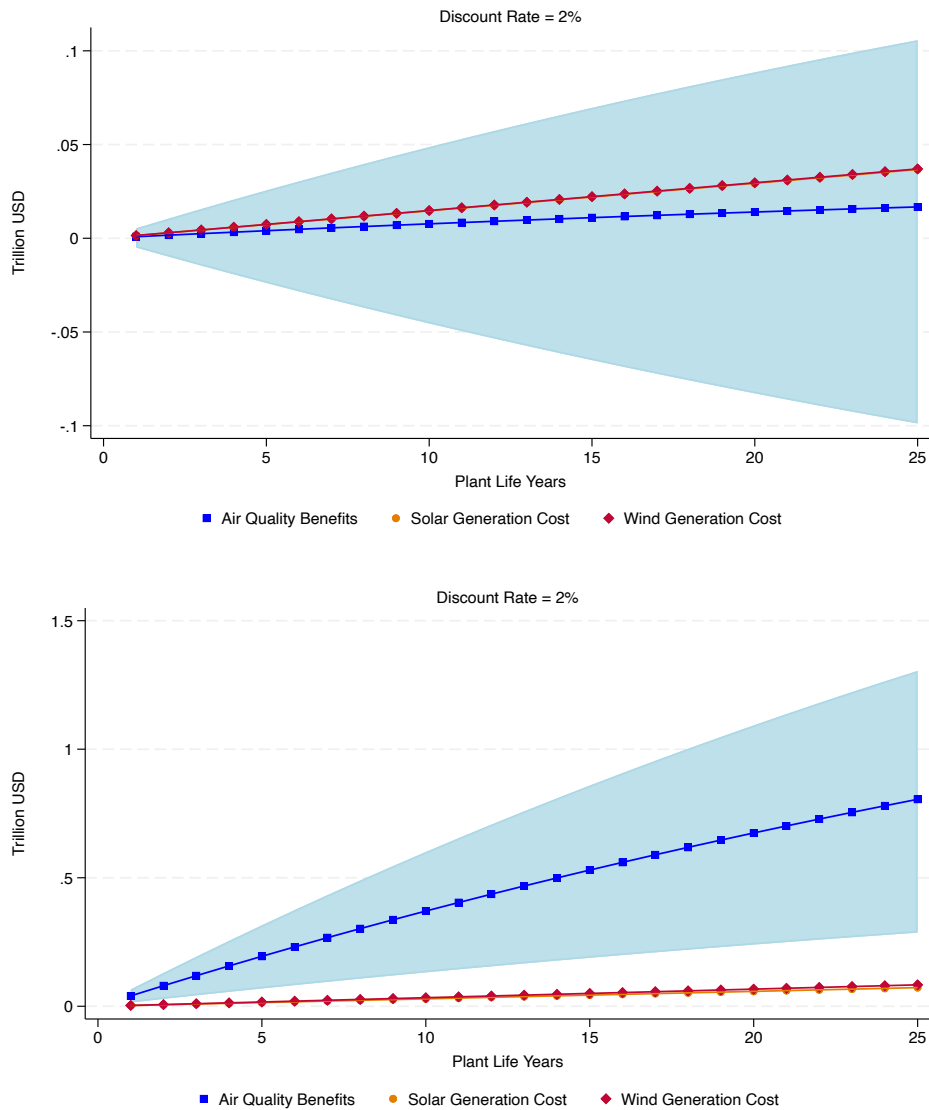 Discount Rate = 2%
.1
.05
0
-.05
-.1
Trillion USD
0 5 10 15 20 25
Plant Life Years
Air Quality Benefits Solar Generation Cost Wind Generation Cost
Discount Rate = 2%
1.5
1
.5
0
Trillion USD
0 5 10 15 20 25
Plant Life Years
Air Quality Benefits Solar Generation Cost Wind Generation Cost